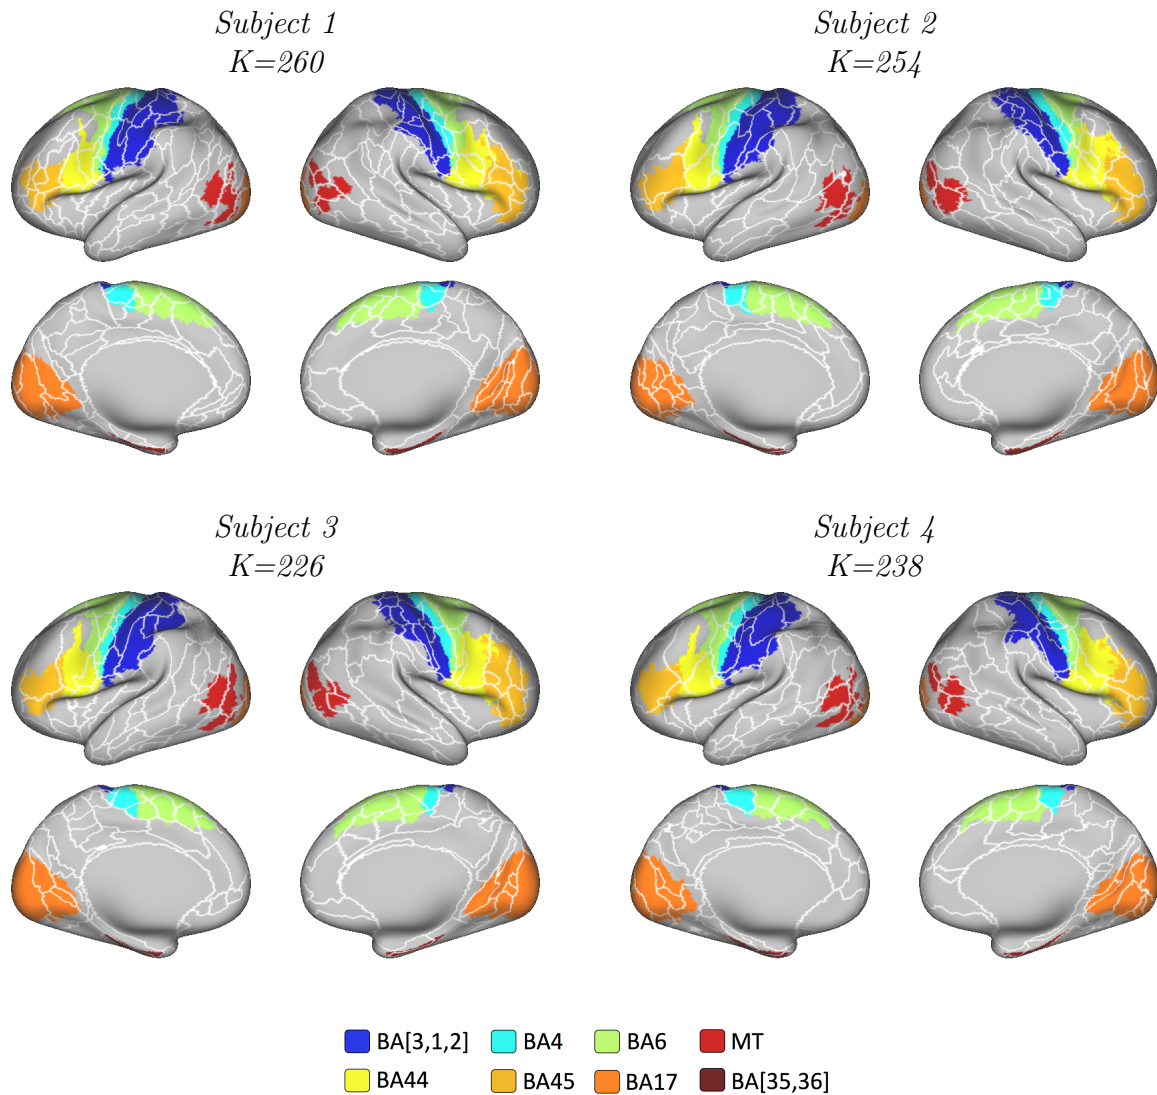 Subject 1
K=260
Subject 2
K=254
Subject 3
K=226
Subject 4
K=238
BA[3,1,2] BA4 BA6 MT
BA44 BA45 BA17 BA[35,36]